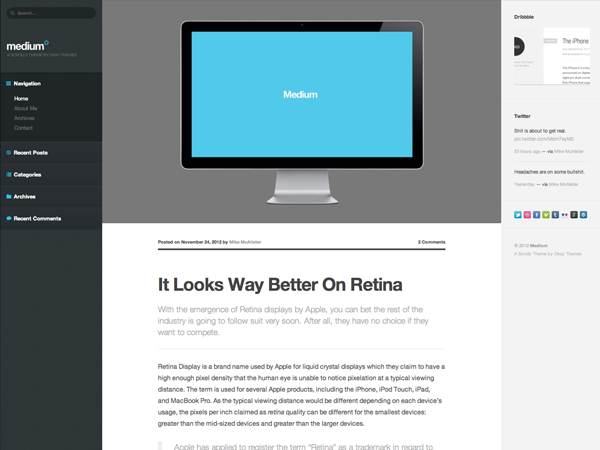 Search...
medium
A SCROLLY THEME BY OKAY THEMES
Navigation
Home
About Me
Archives
Contact
Recent Posts
Categories
Archives
Recent Comments
Medium
Posted on November 24, 2012 by Mike McAlister
2 Comments
It Looks Way Better On Retina
With the emergence of Retina displays by Apple, you can bet the rest of the
industry is going to follow suit very soon. After all, they have no choice if they
want to compete.
Retina Display is a brand name used by Apple for liquid crystal displays which they claim to have a
high enough pixel density that the human eye is unable to notice pixelation at a typical viewing
distance. The term is used for several Apple products, including the iPhone, iPod Touch, iPad,
and MacBook Pro. As the typical viewing distance would be different depending on each device's
usage, the pixels per inch claimed as retina quality can be different for the smallest devices:
greater than the mid-sized devices and greater than the larger devices.
Apple has applied to register the term "Retina" as a trademark in regard to
Dribbble
The iPhone
Twitter
Shit is about to get real.
20 hours ago — via Mike McAlister
Headaches are on some bullshit.
Yesterday — via Mike McAlister
© 2012 Medium
A Scrolly Theme by Okay Themes